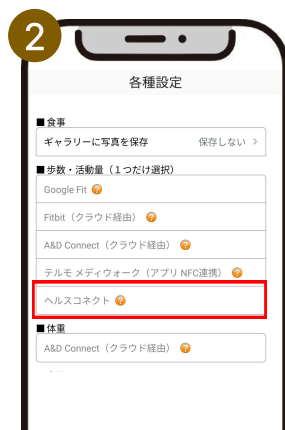 2
各種設定
■ 食事
ギャラリーに写真を保存 保存しない >
■ 歩数・活動量（１つだけ選択）
Google Fit ?
Fitbit（クラウド経由） ?
A&D Connect（クラウド経由） ?
テルモ メディウォーク（アプリ NFC連携） ?
ヘルスコネクト ?
■ 体重
A&D Connect（クラウド経由） ?